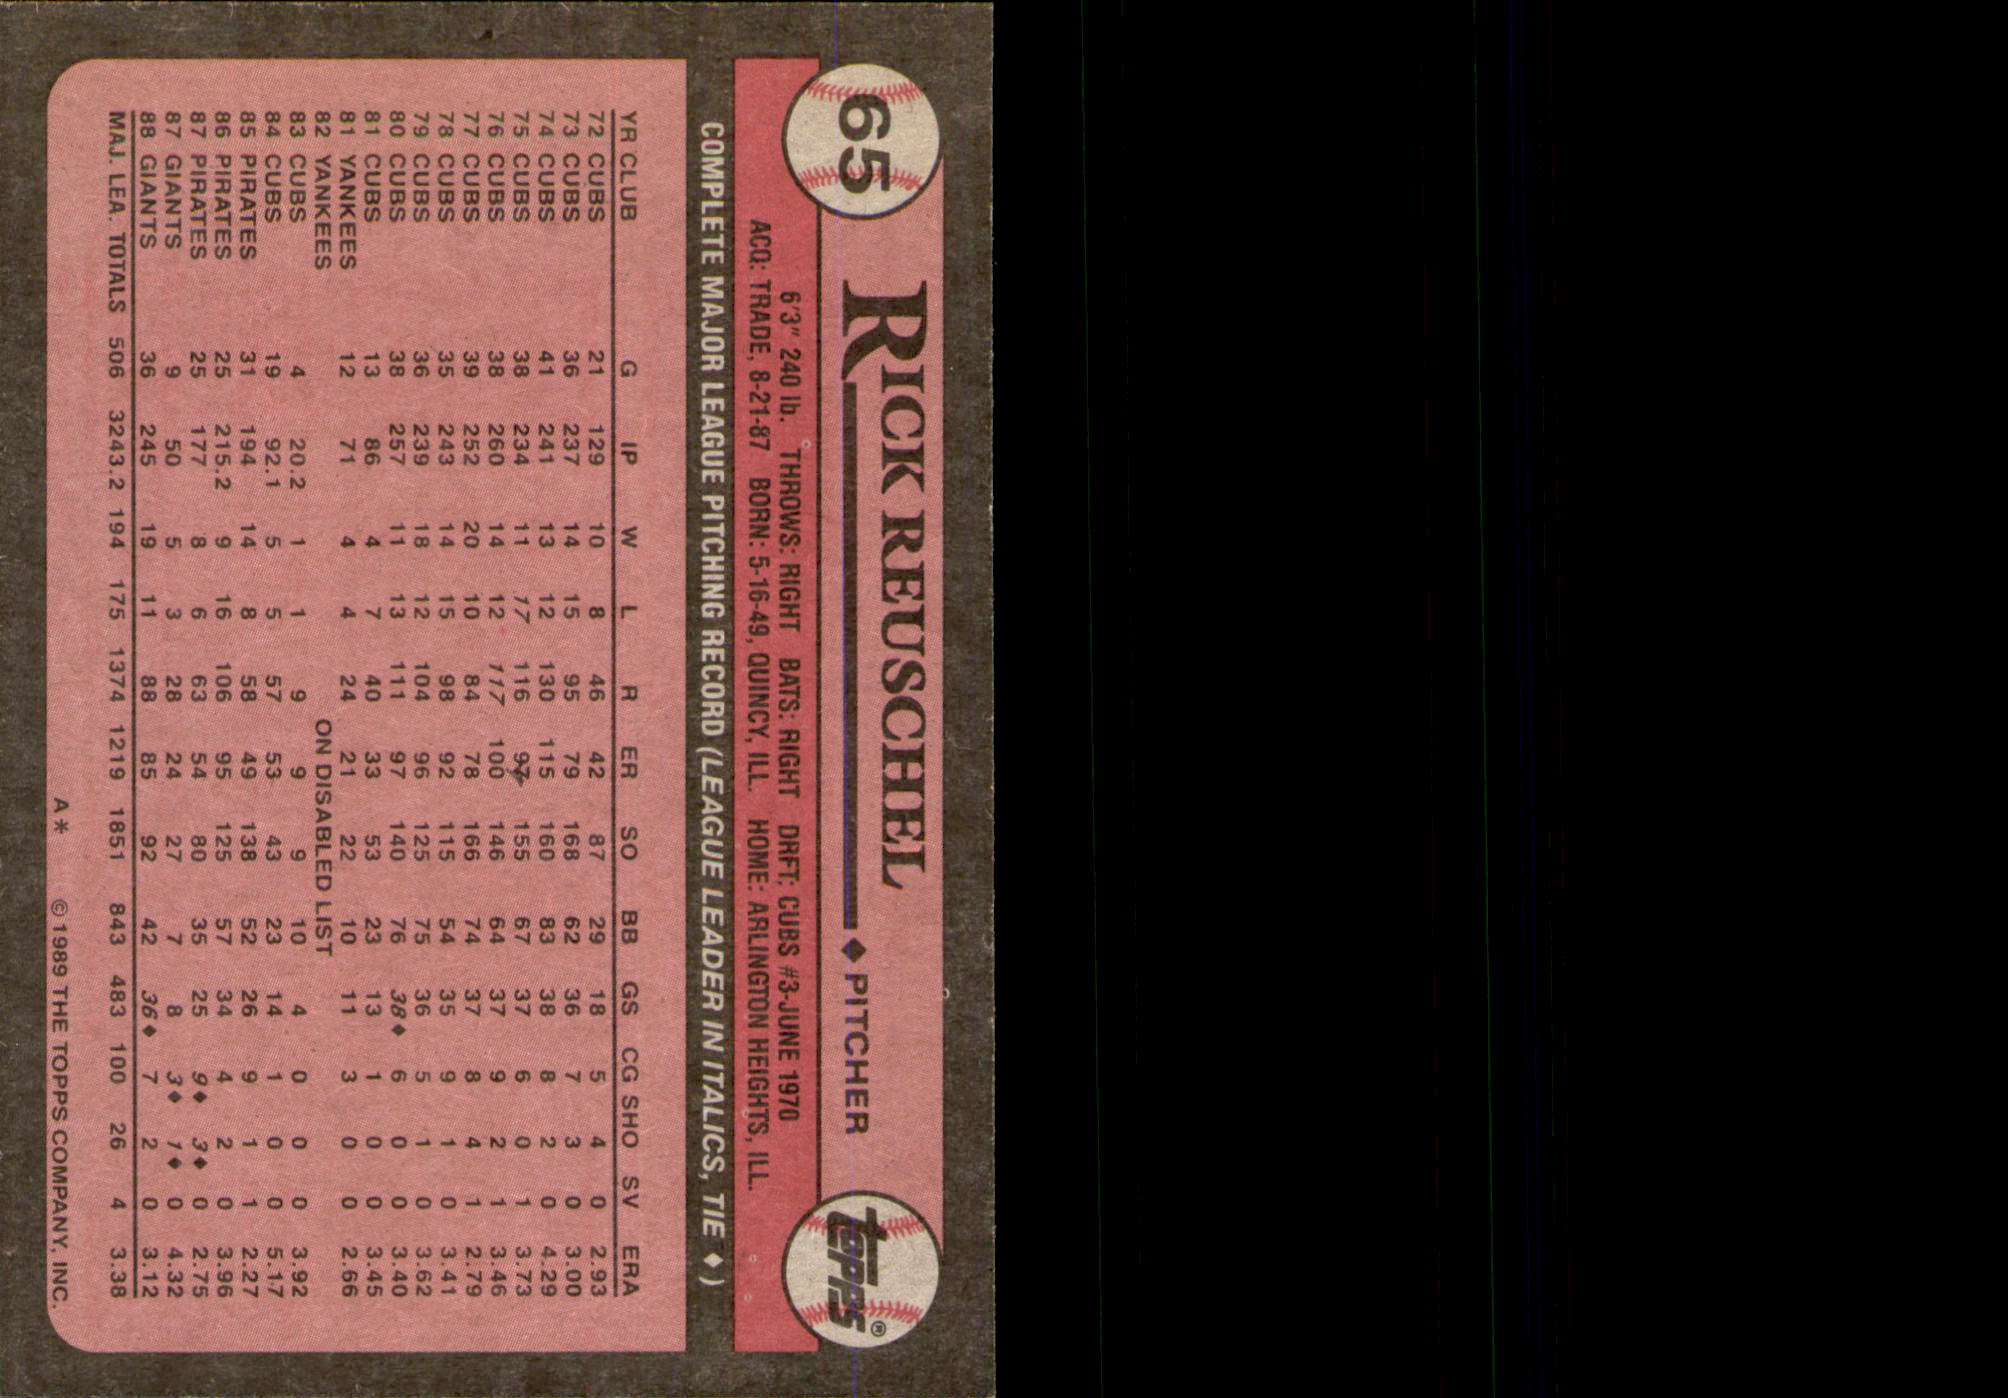 65 RICK REUSCHEL ◆ PITCHER topps®
6'3" 240 lb. THROWS: RIGHT BATS: RIGHT DRFT: CUBS #3-JUNE 1970
ACQ: TRADE, 8-21-87 BORN: 5-16-49, QUINCY, ILL. HOME: ARLINGTON HEIGHTS, ILL.
COMPLETE MAJOR LEAGUE PITCHING RECORD (LEAGUE LEADER IN ITALICS, TIE ◆)
YR CLUB G IP W L R ER SO BB GS CG SHO SV ERA
72 CUBS 21 129 10 8 46 42 87 29 18 5 4 0 2.93
73 CUBS 36 237 14 15 95 79 168 62 36 7 3 0 3.00
74 CUBS 41 241 13 12 130 115 160 83 38 8 2 0 4.29
75 CUBS 38 234 11 17 116 97 155 67 37 6 0 1 3.73
76 CUBS 38 260 14 12 117 100 146 64 37 9 2 1 3.46
77 CUBS 39 252 20 10 84 78 166 74 37 8 4 1 2.79
78 CUBS 35 243 14 15 98 92 115 54 35 9 1 0 3.41
79 CUBS 36 239 18 12 104 96 125 75 36 5 1 0 3.62
80 CUBS 38 257 11 13 111 97 140 76 38◆ 6 0 0 3.40
81 CUBS 13 86 4 7 40 33 53 23 13 1 0 0 3.45
81 YANKEES 12 71 4 4 24 21 22 10 11 3 0 0 2.66
82 YANKEES ON DISABLED LIST
83 CUBS 4 20.2 1 1 9 9 9 10 4 0 0 0 3.92
84 CUBS 19 92.1 5 5 57 53 43 23 14 1 0 0 5.17
85 PIRATES 31 194 14 8 58 49 138 52 26 9 1 1 2.27
86 PIRATES 25 215.2 9 16 106 95 125 57 34 4 2 0 3.96
87 PIRATES 25 177 8 6 63 54 80 35 25 9◆ 3◆ 0 2.75
87 GIANTS 9 50 5 3 28 24 27 7 8 3◆ 1◆ 0 4.32
88 GIANTS 36 245 19 11 88 85 92 42 36◆ 7 2 0 3.12
MAJ. LEA. TOTALS 506 3243.2 194 175 1374 1219 1851 843 483 100 26 4 3.38
A* © 1989 THE TOPPS COMPANY, INC.